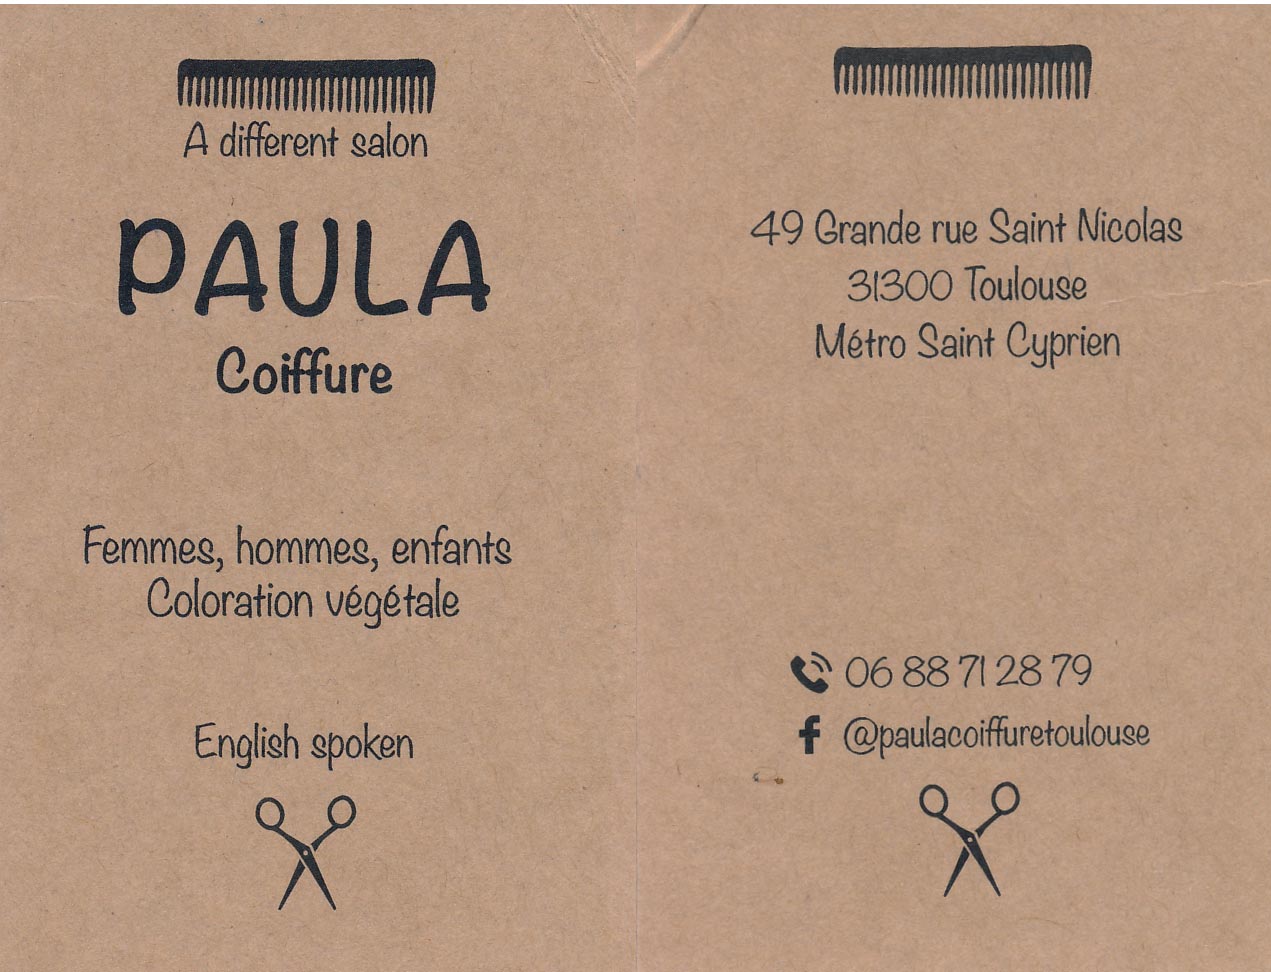 A different salon
PAULA
Coiffure
Femmes, hommes, enfants
Coloration végétale
English spoken
49 Grande rue Saint Nicolas
31300 Toulouse
Métro Saint Cyprien
06 88 71 28 79
@paulacoiffuretoulouse